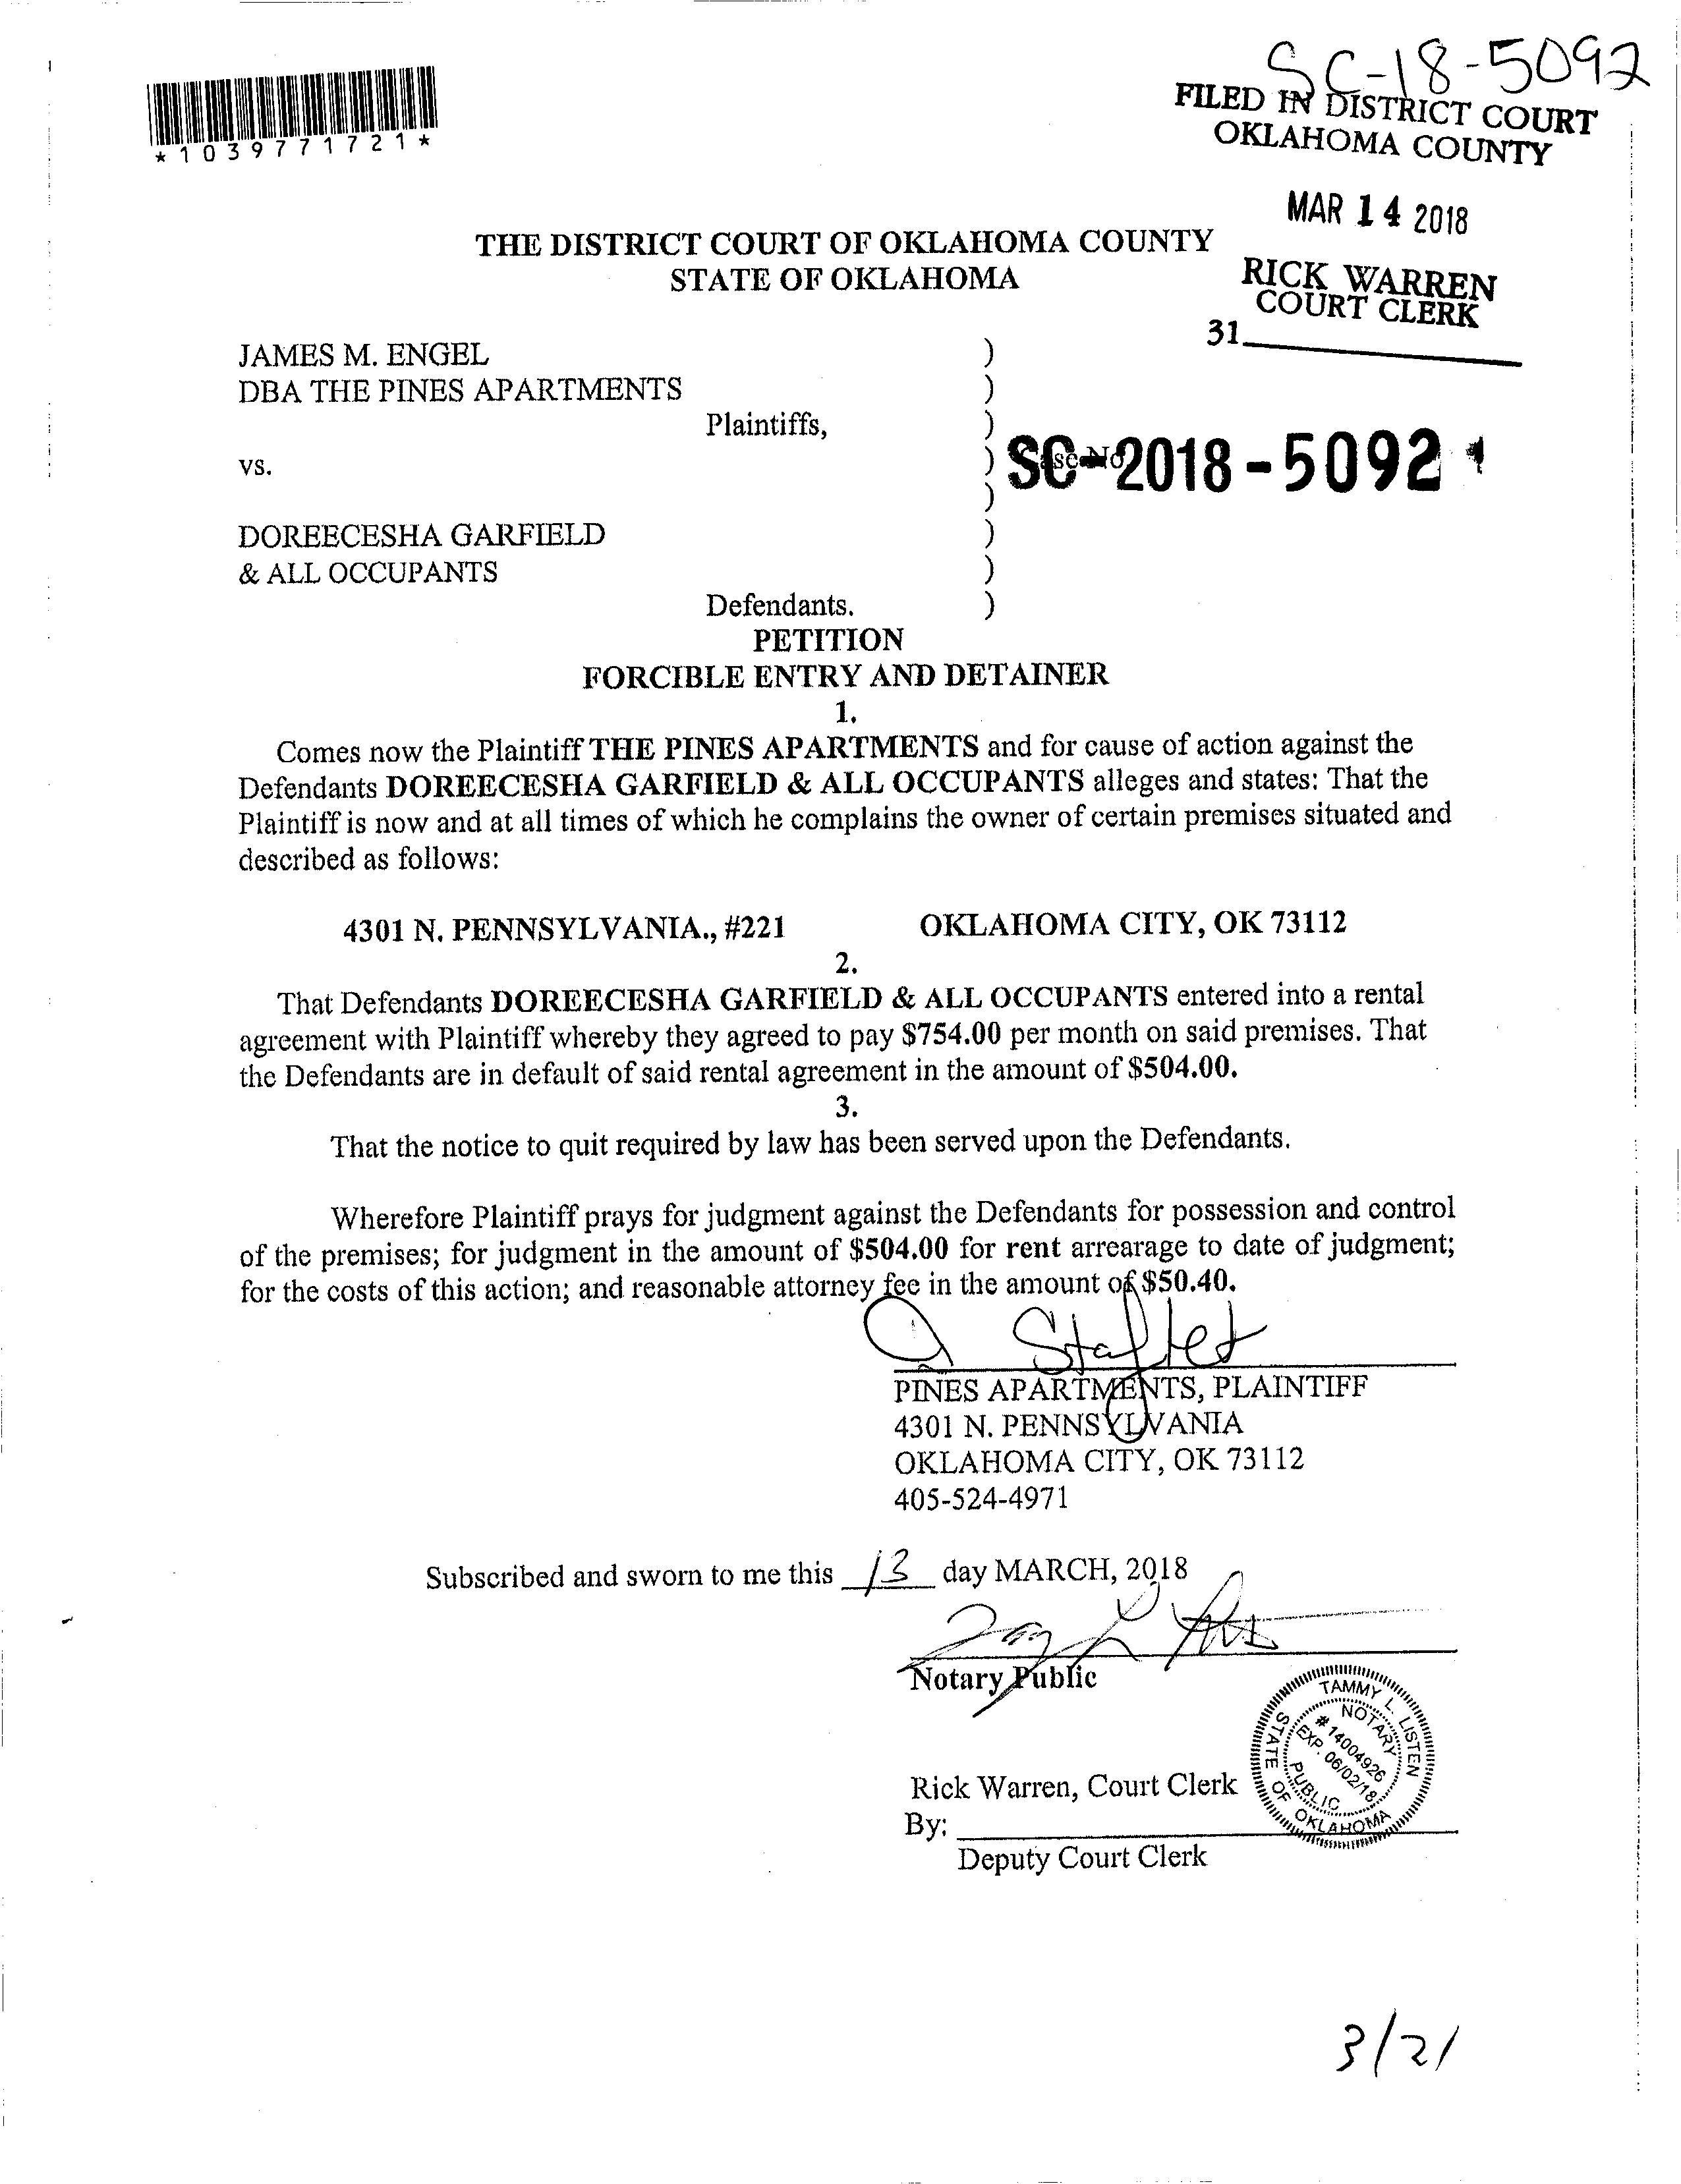 SC-18-5092
*1039771721*
FILED IN DISTRICT COURT
OKLAHOMA COUNTY
MAR 14 2018
RICK WARREN
COURT CLERK
31
THE DISTRICT COURT OF OKLAHOMA COUNTY
STATE OF OKLAHOMA
JAMES M. ENGEL )
DBA THE PINES APARTMENTS )
Plaintiffs, )
vs. ) SC-2018-5092
)
DOREECESHA GARFIELD )
& ALL OCCUPANTS )
Defendants. )
PETITION
FORCIBLE ENTRY AND DETAINER
1.
Comes now the Plaintiff THE PINES APARTMENTS and for cause of action against the
Defendants DOREECESHA GARFIELD & ALL OCCUPANTS alleges and states: That the
Plaintiff is now and at all times of which he complains the owner of certain premises situated and
described as follows:
4301 N. PENNSYLVANIA., #221 OKLAHOMA CITY, OK 73112
2.
That Defendants DOREECESHA GARFIELD & ALL OCCUPANTS entered into a rental
agreement with Plaintiff whereby they agreed to pay $754.00 per month on said premises. That
the Defendants are in default of said rental agreement in the amount of $504.00.
3.
That the notice to quit required by law has been served upon the Defendants.
Wherefore Plaintiff prays for judgment against the Defendants for possession and control
of the premises; for judgment in the amount of $504.00 for rent arrearage to date of judgment;
for the costs of this action; and reasonable attorney fee in the amount of $50.40.
PINES APARTMENTS, PLAINTIFF
4301 N. PENNSYLVANIA
OKLAHOMA CITY, OK 73112
405-524-4971
Subscribed and sworn to me this 13 day MARCH, 2018
Notary Public
TAMMY L. LISTEN
NOTARY
# 14004926
EXP. 06/02/18
PUBLIC
STATE OF OKLAHOMA
Rick Warren, Court Clerk
By:
Deputy Court Clerk
3/21